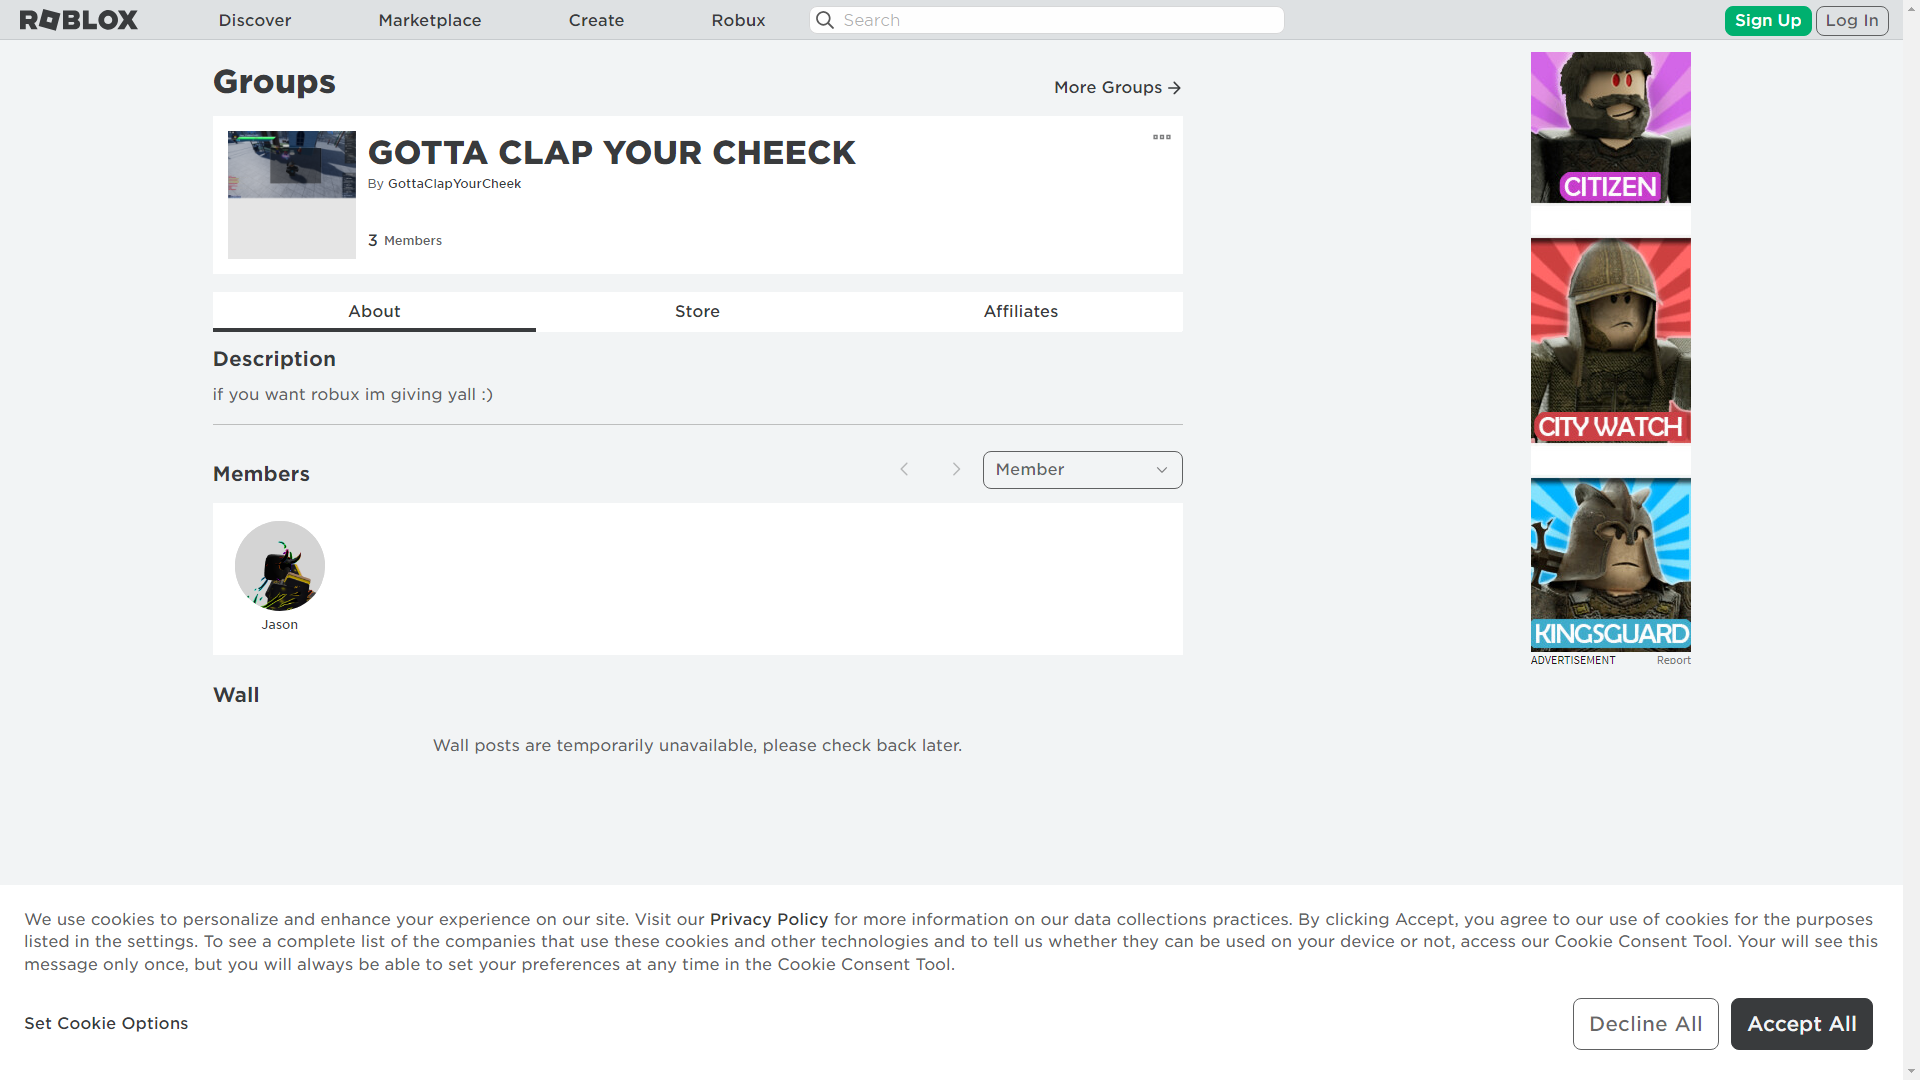 ROBLOX
Discover
Marketplace
Create
Robux
Search
Sign Up
Log In
Groups
More Groups
GOTTA CLAP YOUR CHEECK
By GottaClapYourCheek
3 Members
About
Store
Affiliates
Description
if you want robux im giving yall :)
Members
Member
Jason
Wall
Wall posts are temporarily unavailable, please check back later.
CITIZEN
CITY WATCH
KINGSGUARD
ADVERTISEMENT
Report
We use cookies to personalize and enhance your experience on our site. Visit our Privacy Policy for more information on our data collections practices. By clicking Accept, you agree to our use of cookies for the purposes
listed in the settings. To see a complete list of the companies that use these cookies and other technologies and to tell us whether they can be used on your device or not, access our Cookie Consent Tool. Your will see this
message only once, but you will always be able to set your preferences at any time in the Cookie Consent Tool.
Set Cookie Options
Decline All
Accept All